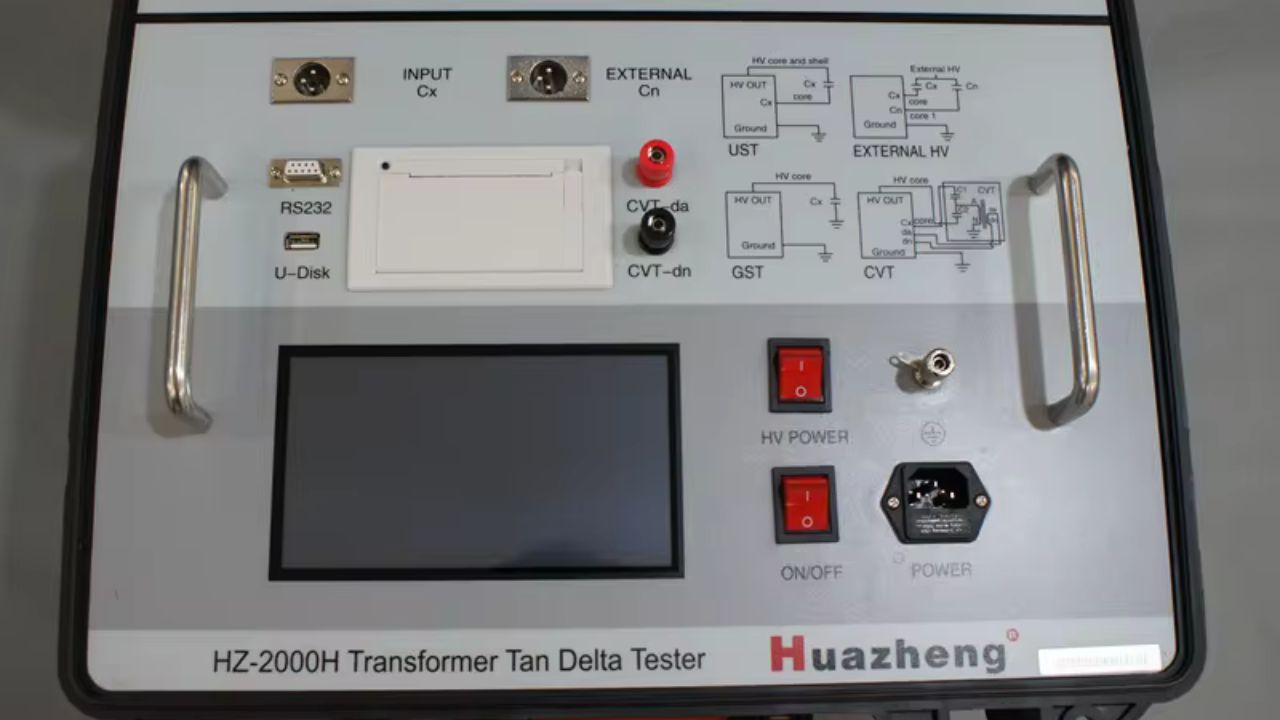 INPUT
Cx
EXTERNAL
Cn
RS232
U-Disk
CVT-da
CVT-dn
HV core and shell
HV OUT
Cx
Cx
core
Ground
UST
External HV
Cx
Cn
Cx
core
Cn
core 1
Ground
EXTERNAL HV
HV core
HV OUT
Cx
Ground
GST
HV core
HV OUT
C1
CVT
Cx
core
da
dn
Ground
CVT
I
O
HV POWER
I
O
ON/OFF
POWER
HZ-2000H Transformer Tan Delta Tester
Huazheng®